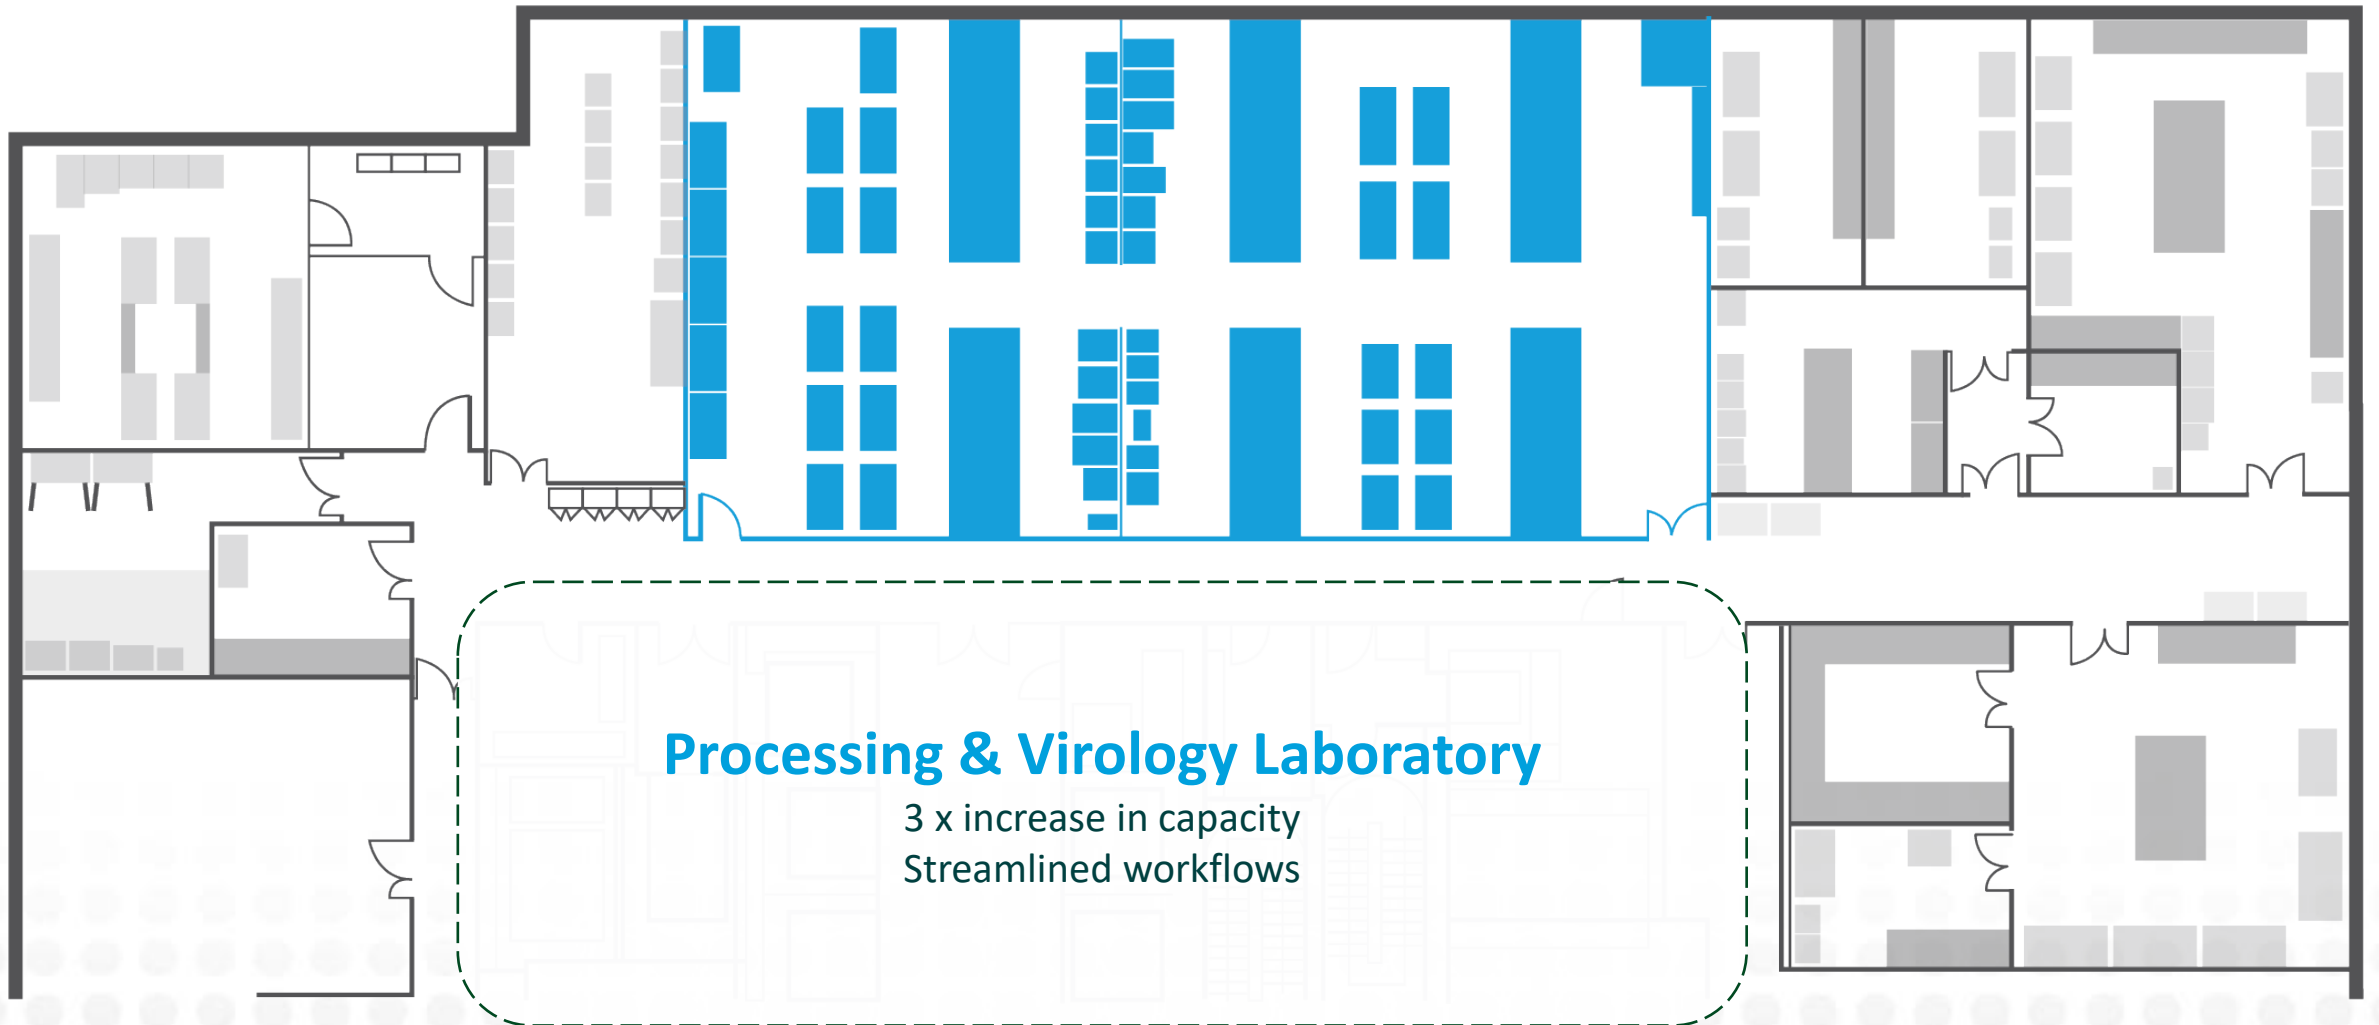 Processing & Virology Laboratory
3 x increase in capacity
Streamlined workflows